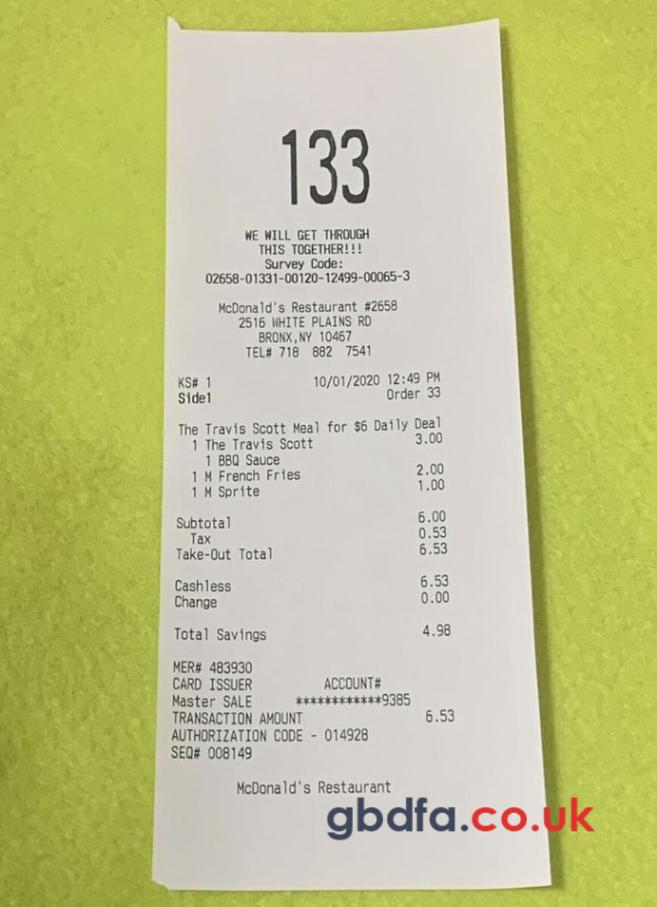 133
WE WILL GET THROUGH
THIS TOGETHER!!!
Survey Code:
02658-01331-00120-12499-00065-3
McDonald's Restaurant #2658
2516 WHITE PLAINS RD
BRONX,NY 10467
TEL# 718 882 7541
KS# 1 10/01/2020 12:49 PM
Side1 Order 33
The Travis Scott Meal for $6 Daily Deal
1 The Travis Scott 3.00
1 BBQ Sauce
1 M French Fries 2.00
1 M Sprite 1.00
Subtotal 6.00
Tax 0.53
Take-Out Total 6.53
Cashless 6.53
Change 0.00
Total Savings 4.98
MER# 483930
CARD ISSUER ACCOUNT#
Master SALE ************9385
TRANSACTION AMOUNT 6.53
AUTHORIZATION CODE - 014928
SEQ# 008149
McDonald's Restaurant
gbdfa.co.uk